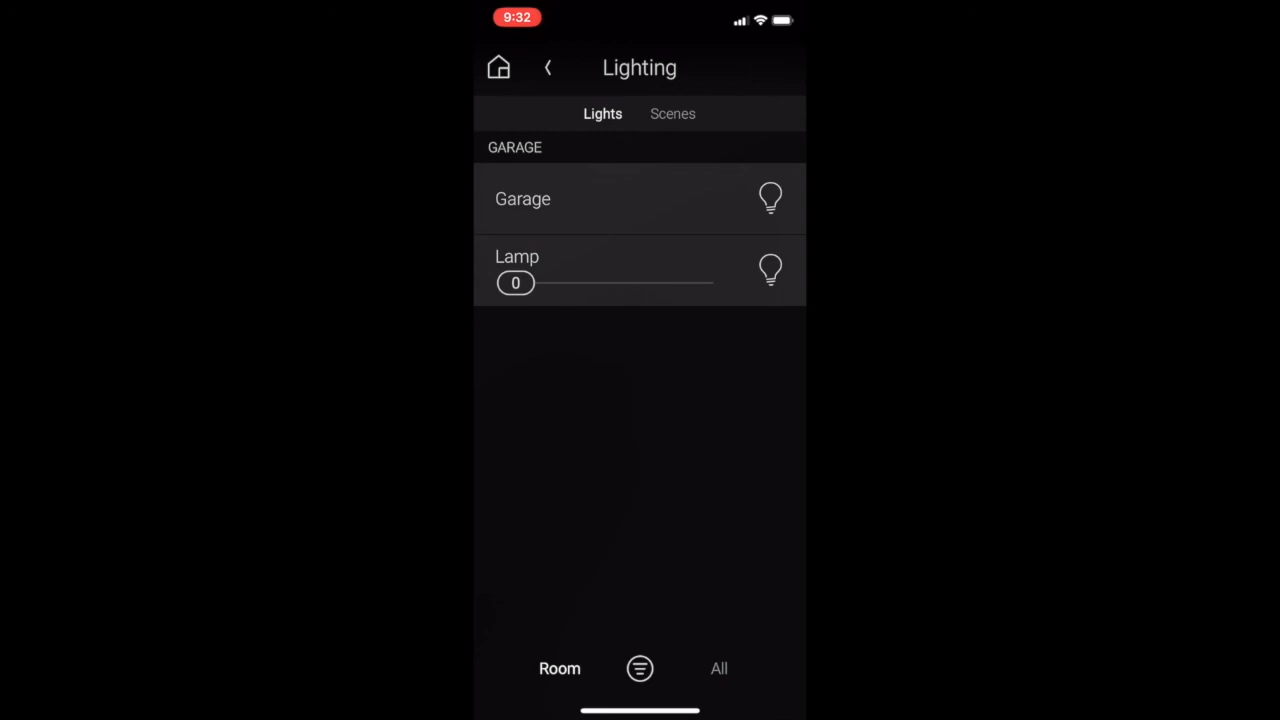 9:32
Lighting
Lights Scenes
GARAGE
Garage
Lamp
0
Room All